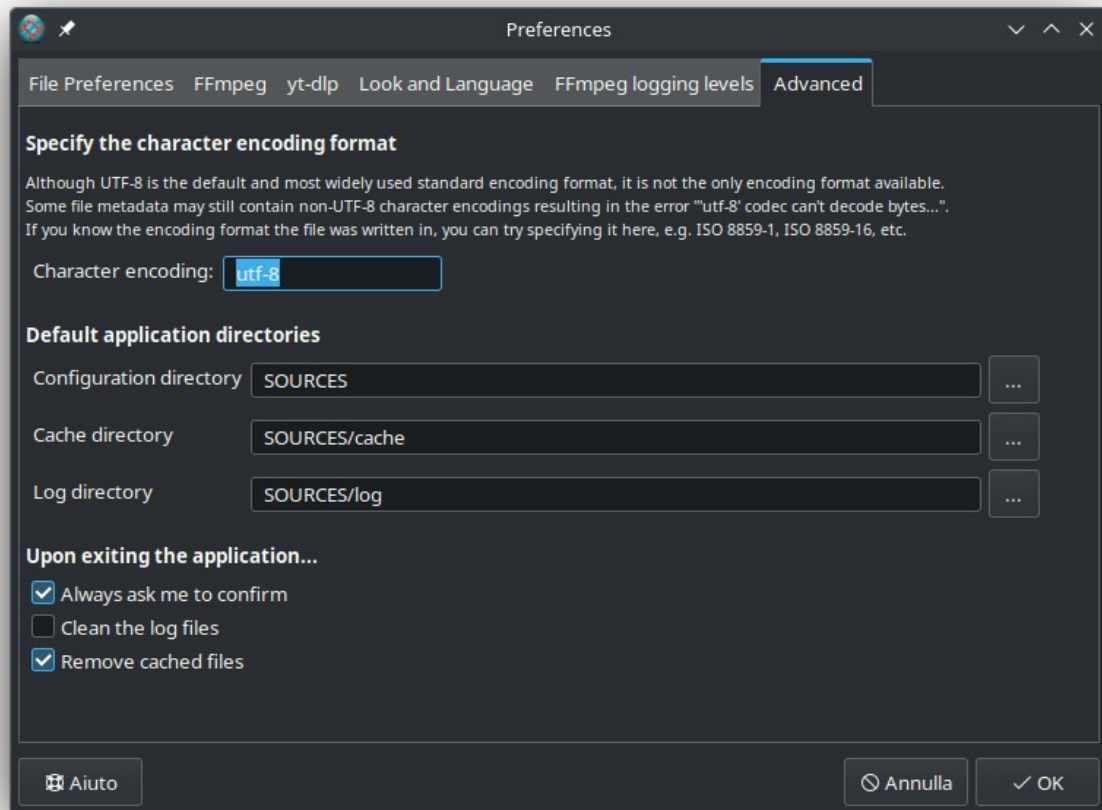 Preferences
File Preferences FFmpeg yt-dlp Look and Language FFmpeg logging levels Advanced
Specify the character encoding format
Although UTF-8 is the default and most widely used standard encoding format, it is not the only encoding format available.
Some file metadata may still contain non-UTF-8 character encodings resulting in the error "'utf-8' codec can't decode bytes...".
If you know the encoding format the file was written in, you can try specifying it here, e.g. ISO 8859-1, ISO 8859-16, etc.
Character encoding: utf-8
Default application directories
Configuration directory SOURCES ...
Cache directory SOURCES/cache ...
Log directory SOURCES/log ...
Upon exiting the application...
Always ask me to confirm
Clean the log files
Remove cached files
Aiuto Annulla OK